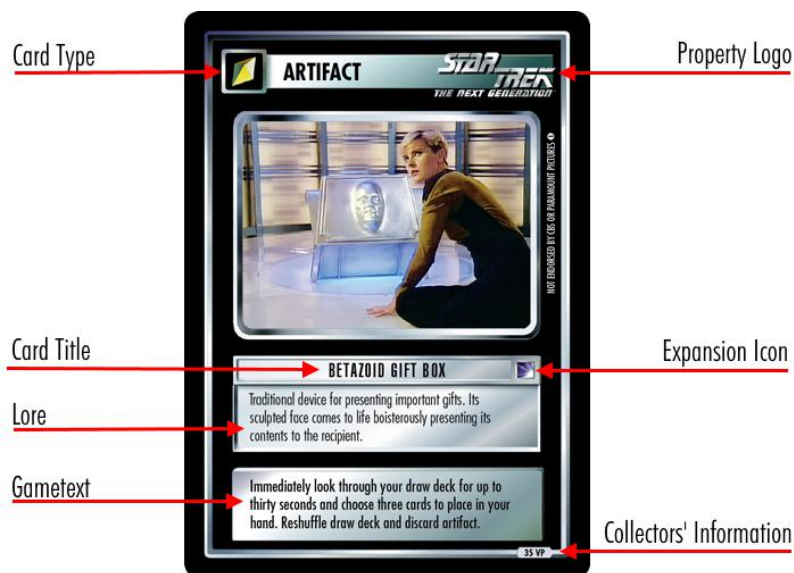 Card Type
ARTIFACT
STAR TREK
THE NEXT GENERATION
Property Logo
NOT ENDORSED BY CBS OR PARAMOUNT PICTURES
Card Title
BETAZOID GIFT BOX
Expansion Icon
Lore
Traditional device for presenting important gifts. Its
sculpted face comes to life boisterously presenting its
contents to the recipient.
Gametext
Immediately look through your draw deck for up to
thirty seconds and choose three cards to place in your
hand. Reshuffle draw deck and discard artifact.
Collectors' Information
35 VP